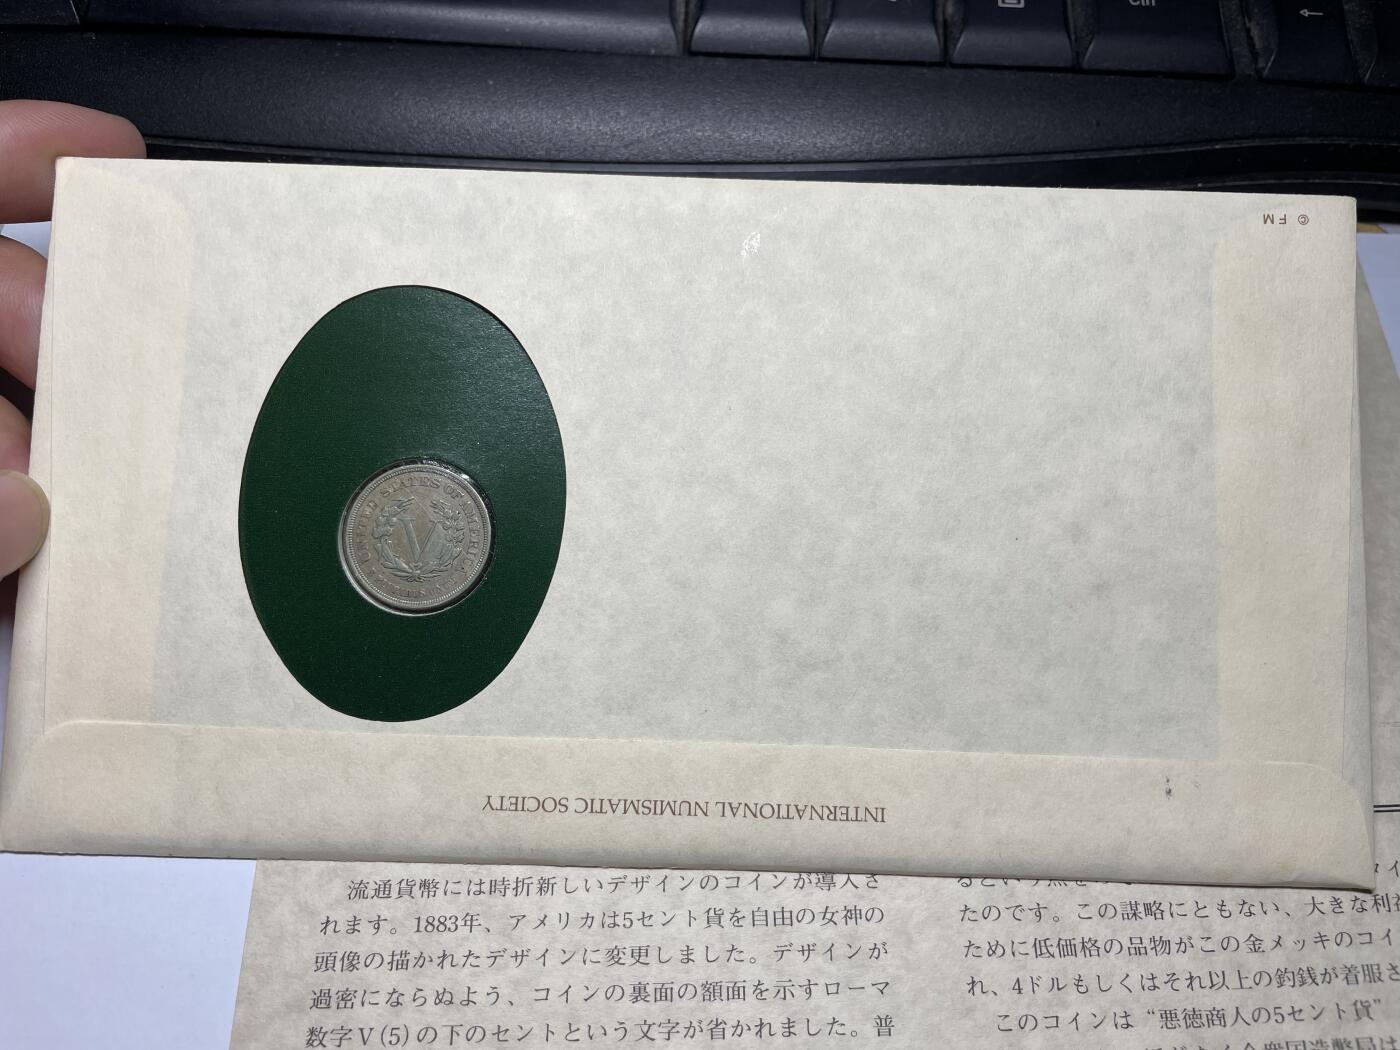 Ctrl
© FM
UNITED STATES OF AMERICA
V
INTERNATIONAL NUMISMATIC SOCIETY
流通貨幣には時折新しいデザインのコインが導入さ
れます。1883年、アメリカは5セント貨を自由の女神の
頭像の描かれたデザインに変更しました。デザインが
過密にならぬよう、コインの裏面の額面を示すローマ
数字V(5)の下のセントという文字が省かれました。普
たのです。この謀略にともない、大きな利
ために低価格の品物がこの金メッキのコイ
れ、4ドルもしくはそれ以上の釣銭が着服さ
このコインは“悪徳商人の5セント貨”